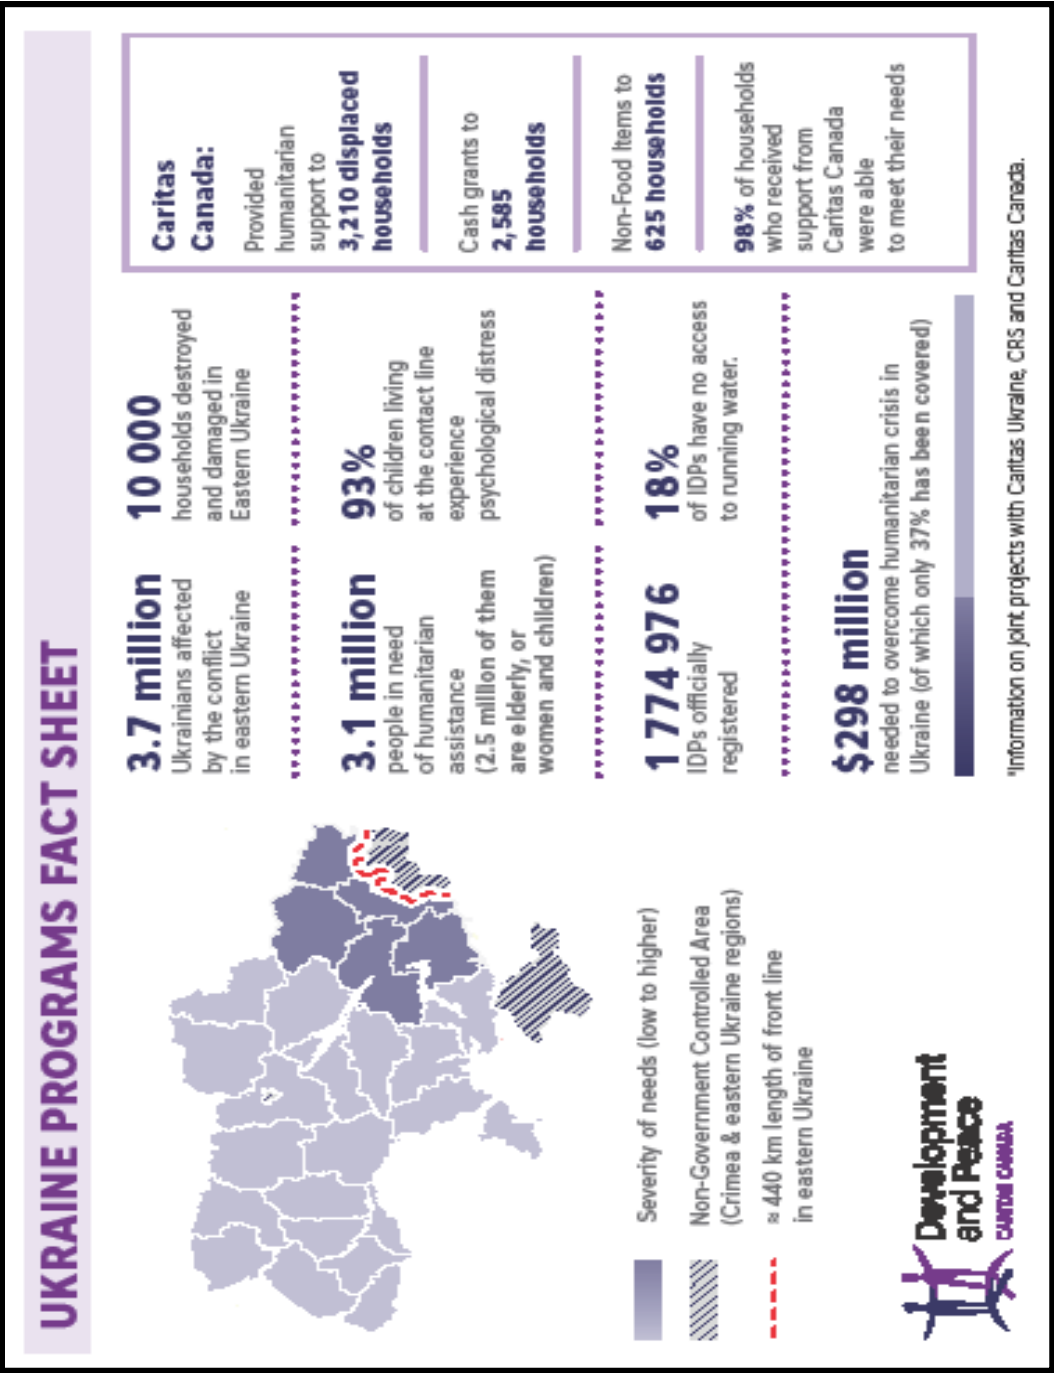 UKRAINE PROGRAMS FACT SHEET
Severity of needs (low to higher)
Non-Government Controlled Area
(Crimea & eastern Ukraine regions)
≈ 440 km length of front line
in eastern Ukraine
Development
and Peace
CARITAS CANADA
3.7 million
Ukrainians affected
by the conflict
in eastern Ukraine
10 000
households destroyed
and damaged in
Eastern Ukraine
3.1 million
people in need
of humanitarian
assistance
(2.5 million of them
are elderly, or
women and children)
93%
of children living
at the contact line
experience
psychological distress
1 774 976
IDPs officially
registered
18%
of IDPs have no access
to running water.
$298 million
needed to overcome humanitarian crisis in
Ukraine (of which only 37% has been covered)
Caritas
Canada:
Provided
humanitarian
support to
3,210 displaced
households
Cash grants to
2,585
households
Non-Food Items to
625 households
98% of households
who received
support from
Caritas Canada
were able
to meet their needs
*Information on joint projects with Caritas Ukraine, CRS and Caritas Canada.